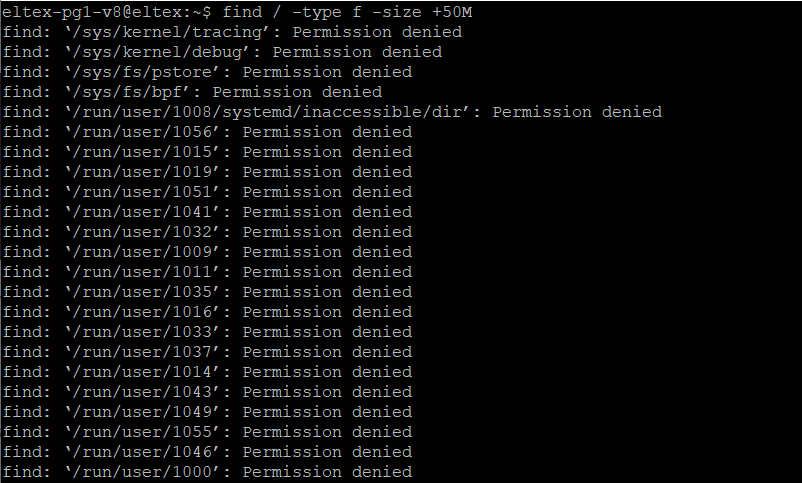 eltex-pg1-v8@eltex:~$ find / -type f -size +50M
find: ‘/sys/kernel/tracing’: Permission denied
find: ‘/sys/kernel/debug’: Permission denied
find: ‘/sys/fs/pstore’: Permission denied
find: ‘/sys/fs/bpf’: Permission denied
find: ‘/run/user/1008/systemd/inaccessible/dir’: Permission denied
find: ‘/run/user/1056’: Permission denied
find: ‘/run/user/1015’: Permission denied
find: ‘/run/user/1019’: Permission denied
find: ‘/run/user/1051’: Permission denied
find: ‘/run/user/1041’: Permission denied
find: ‘/run/user/1032’: Permission denied
find: ‘/run/user/1009’: Permission denied
find: ‘/run/user/1011’: Permission denied
find: ‘/run/user/1035’: Permission denied
find: ‘/run/user/1016’: Permission denied
find: ‘/run/user/1033’: Permission denied
find: ‘/run/user/1037’: Permission denied
find: ‘/run/user/1014’: Permission denied
find: ‘/run/user/1043’: Permission denied
find: ‘/run/user/1049’: Permission denied
find: ‘/run/user/1055’: Permission denied
find: ‘/run/user/1046’: Permission denied
find: ‘/run/user/1000’: Permission denied